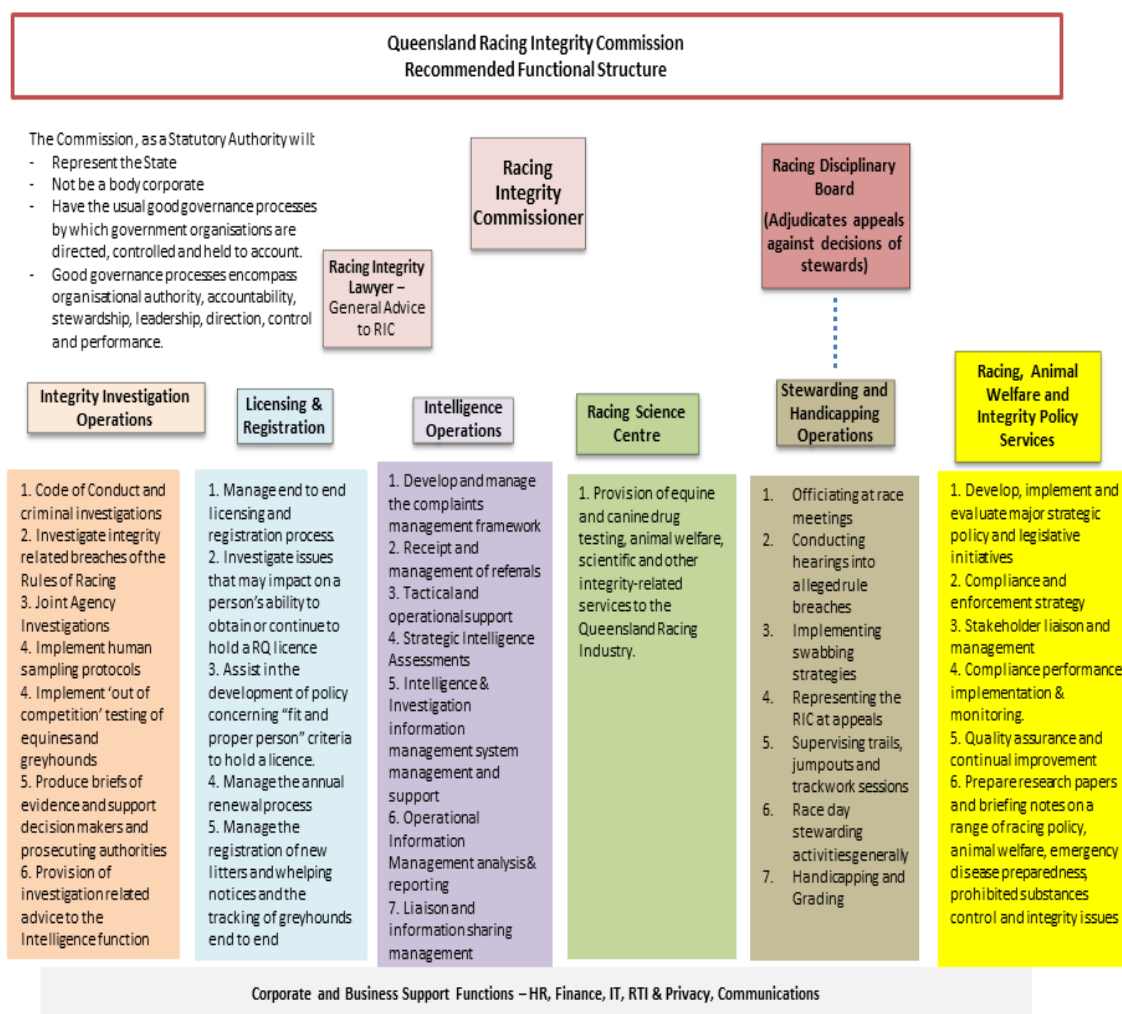 Queensland Racing Integrity Commission
Recommended Functional Structure
The Commission, as a Statutory Authority will:
- Represent the State
- Not be a body corporate
- Have the usual good governance processes
by which government organisations are
directed, controlled and held to account.
- Good governance processes encompass
organisational authority, accountability,
stewardship, leadership, direction, control
and performance.
Racing
Integrity
Commissioner
Racing Disciplinary
Board
(Adjudicates appeals
against decisions of
stewards)
Racing Integrity
Lawyer –
General Advice
to RIC
Integrity Investigation
Operations
1. Code of Conduct and
criminal investigations
2. Investigate integrity
related breaches of the
Rules of Racing
3. Joint Agency
Investigations
4. Implement human
sampling protocols
4. Implement 'out of
competition' testing of
equines and
greyhounds
5. Produce briefs of
evidence and support
decision makers and
prosecuting authorities
6. Provision of
investigation related
advice to the
Intelligence function
Licensing &
Registration
1. Manage end to end
licensing and
registration process.
2. Investigate issues
that may impact on a
person's ability to
obtain or continue to
hold a RQ licence
3. Assist in the
development of policy
concerning "fit and
proper person" criteria
to hold a licence.
4. Manage the annual
renewal process
5. Manage the
registration of new
litters and whelping
notices and the
tracking of greyhounds
end to end
Intelligence
Operations
1. Develop and manage
the complaints
management framework
2. Receipt and
management of referrals
3. Tactical and
operational support
4. Strategic Intelligence
Assessments
5. Intelligence &
Investigation
information
management system
management and
support
6. Operational
Information
Management analysis &
reporting
7. Liaison and
information sharing
management
Racing Science
Centre
1. Provision of equine
and canine drug
testing, animal welfare,
scientific and other
integrity-related
services to the
Queensland Racing
Industry.
Stewarding and
Handicapping
Operations
1. Officiating at race
meetings
2. Conducting
hearings into
alleged rule
breaches
3. Implementing
swabbing
strategies
4. Representing the
RIC at appeals
5. Supervising trails,
jumpouts and
trackwork sessions
6. Race day
stewarding
activities generally
7. Handicapping and
Grading
Racing, Animal
Welfare and
Integrity Policy
Services
1. Develop, implement and
evaluate major strategic
policy and legislative
initiatives
2. Compliance and
enforcement strategy
3. Stakeholder liaison and
management
4. Compliance performance
implementation &
monitoring.
5. Quality assurance and
continual improvement
6. Prepare research papers
and briefing notes on a
range of racing policy,
animal welfare, emergency
disease preparedness,
prohibited substances
control and integrity issues
Corporate and Business Support Functions – HR, Finance, IT, RTI & Privacy, Communications